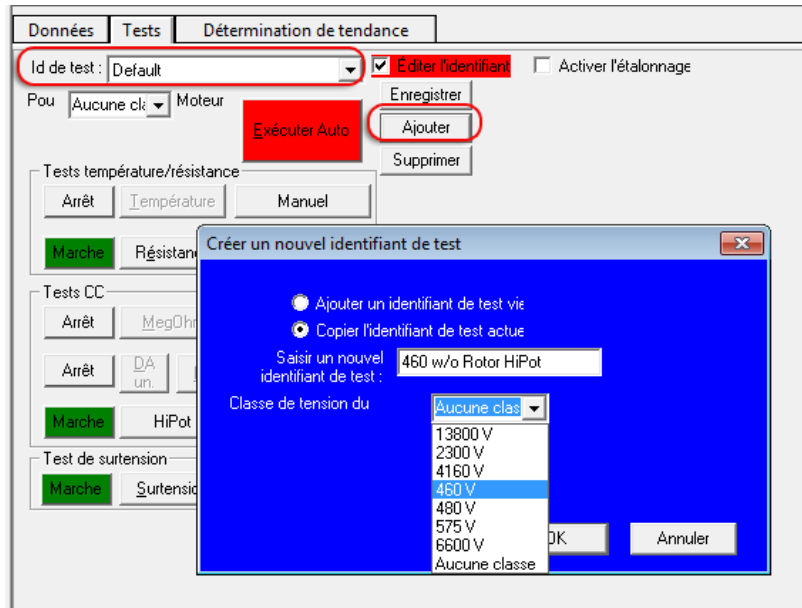 Données Tests Détermination de tendance
Id de test : Default Éditer l'identifiant Activer l'étalonnage
Pou Aucune cl Moteur Enregistrer
Exécuter Auto Ajouter
Supprimer
Tests température/résistance
Arrêt Température Manuel
Marche Résistan
Tests CC
Arrêt MegOhr
Arrêt DA un.
Marche HiPot
Test de surtension
Marche Surtensio
Créer un nouvel identifiant de test
Ajouter un identifiant de test vie
Copier l'identifiant de test actue
Saisir un nouvel identifiant de test : 460 w/o Rotor HiPot
Classe de tension du Aucune clas
13800 V
2300 V
4160 V
460 V
480 V
575 V
6600 V
Aucune classe
OK Annuler